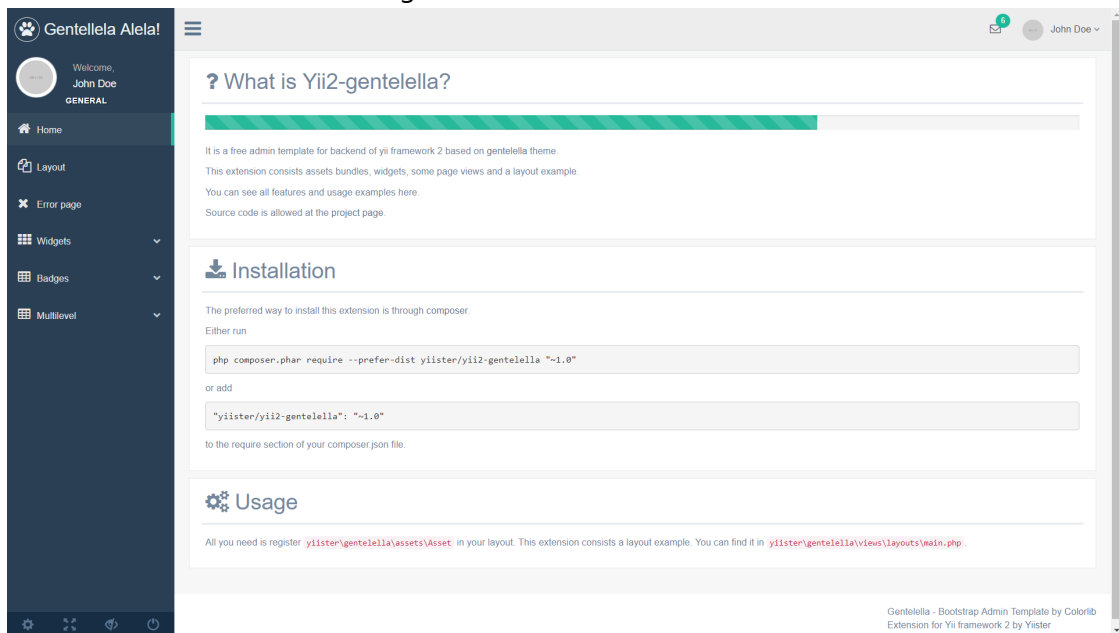 Gentellela Alela!
6
John Doe
Welcome,
John Doe
GENERAL
Home
Layout
Error page
Widgets
Badges
Multilevel
? What is Yii2-gentelella?
It is a free admin template for backend of yii framework 2 based on gentelella theme.
This extension consists assets bundles, widgets, some page views and a layout example.
You can see all features and usage examples here.
Source code is allowed at the project page.
Installation
The preferred way to install this extension is through composer.
Either run
php composer.phar require --prefer-dist yiister/yii2-gentelella "~1.0"
or add
"yiister/yii2-gentelella": "~1.0"
to the require section of your composer.json file.
Usage
All you need is register yiister\gentelella\assets\Asset in your layout. This extension consists a layout example. You can find it in yiister\gentelella\views\layouts\main.php.
Gentelella - Bootstrap Admin Template by Colorlib
Extension for Yii framework 2 by Yiister